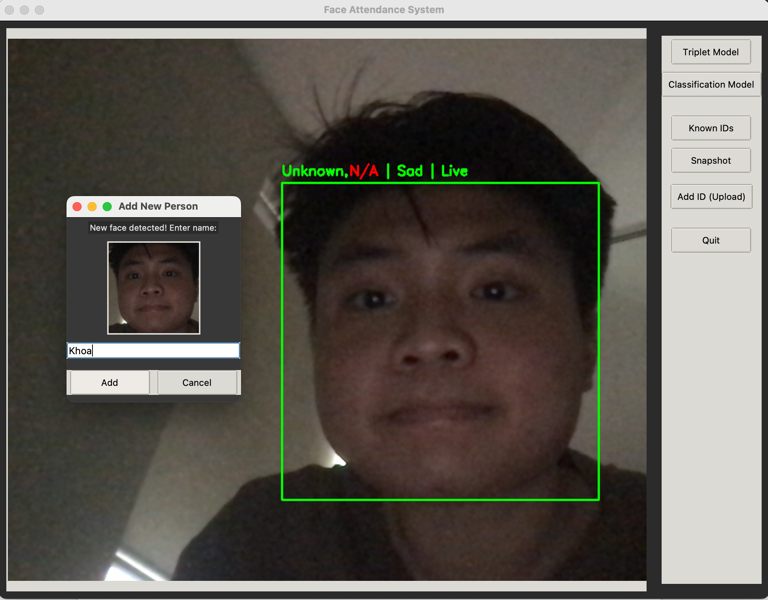 Face Attendance System
Unknown,N/A | Sad | Live
Add New Person
New face detected! Enter name:
Khoa
Add
Cancel
Triplet Model
Classification Model
Known IDs
Snapshot
Add ID (Upload)
Quit